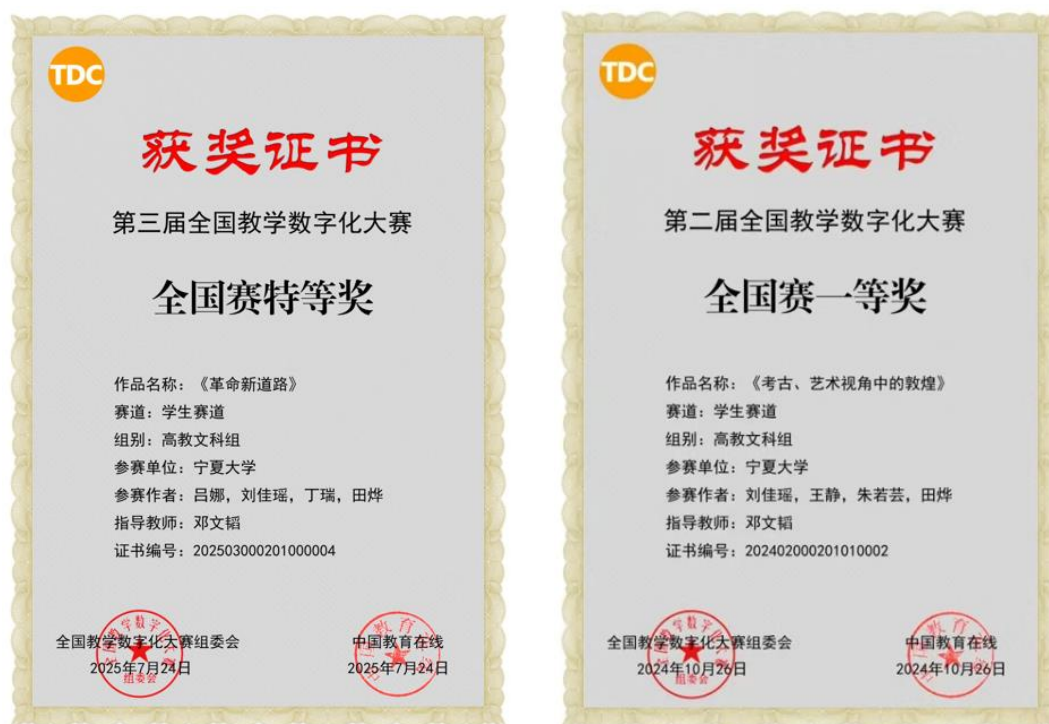 TDC
获奖证书
第三届全国教学数字化大赛
全国赛特等奖
作品名称：《革命新道路》
赛道：学生赛道
组别：高教文科组
参赛单位：宁夏大学
参赛作者：吕娜，刘佳瑶，丁瑞，田烨
指导教师：邓文韬
证书编号：202503000201000004
全国教学数字化大赛组委会
2025年7月24日
组委会
中国教育在线
2025年7月24日
TDC
获奖证书
第二届全国教学数字化大赛
全国赛一等奖
作品名称：《考古、艺术视角中的敦煌》
赛道：学生赛道
组别：高教文科组
参赛单位：宁夏大学
参赛作者：刘佳瑶，王静，朱若芸，田烨
指导教师：邓文韬
证书编号：202402000201010002
全国教学数字化大赛组委会
2024年10月26日
组委会
中国教育在线
2024年10月26日